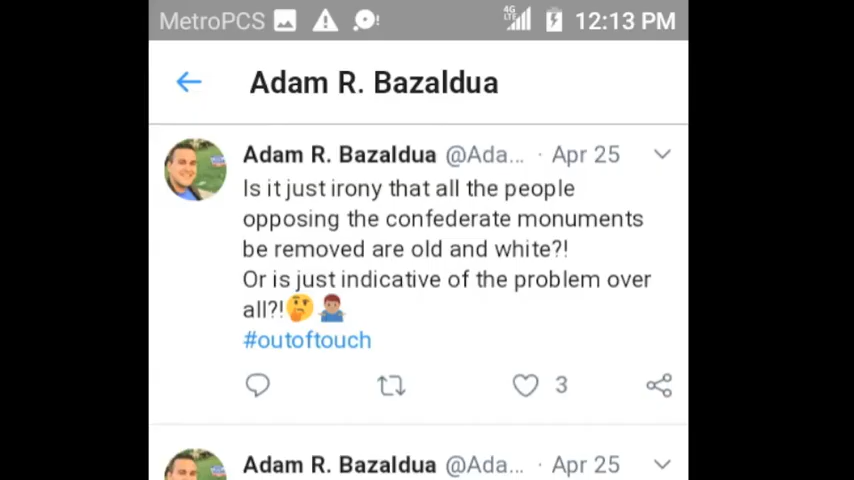 MetroPCS 4G LTE 12:13 PM
Adam R. Bazaldua
Adam R. Bazaldua @Ada... · Apr 25
Is it just irony that all the people
opposing the confederate monuments
be removed are old and white?!
Or is just indicative of the problem over
all?!🤔🤷🏽‍♂️
#outoftouch
3
Adam R. Bazaldua @Ada... · Apr 25